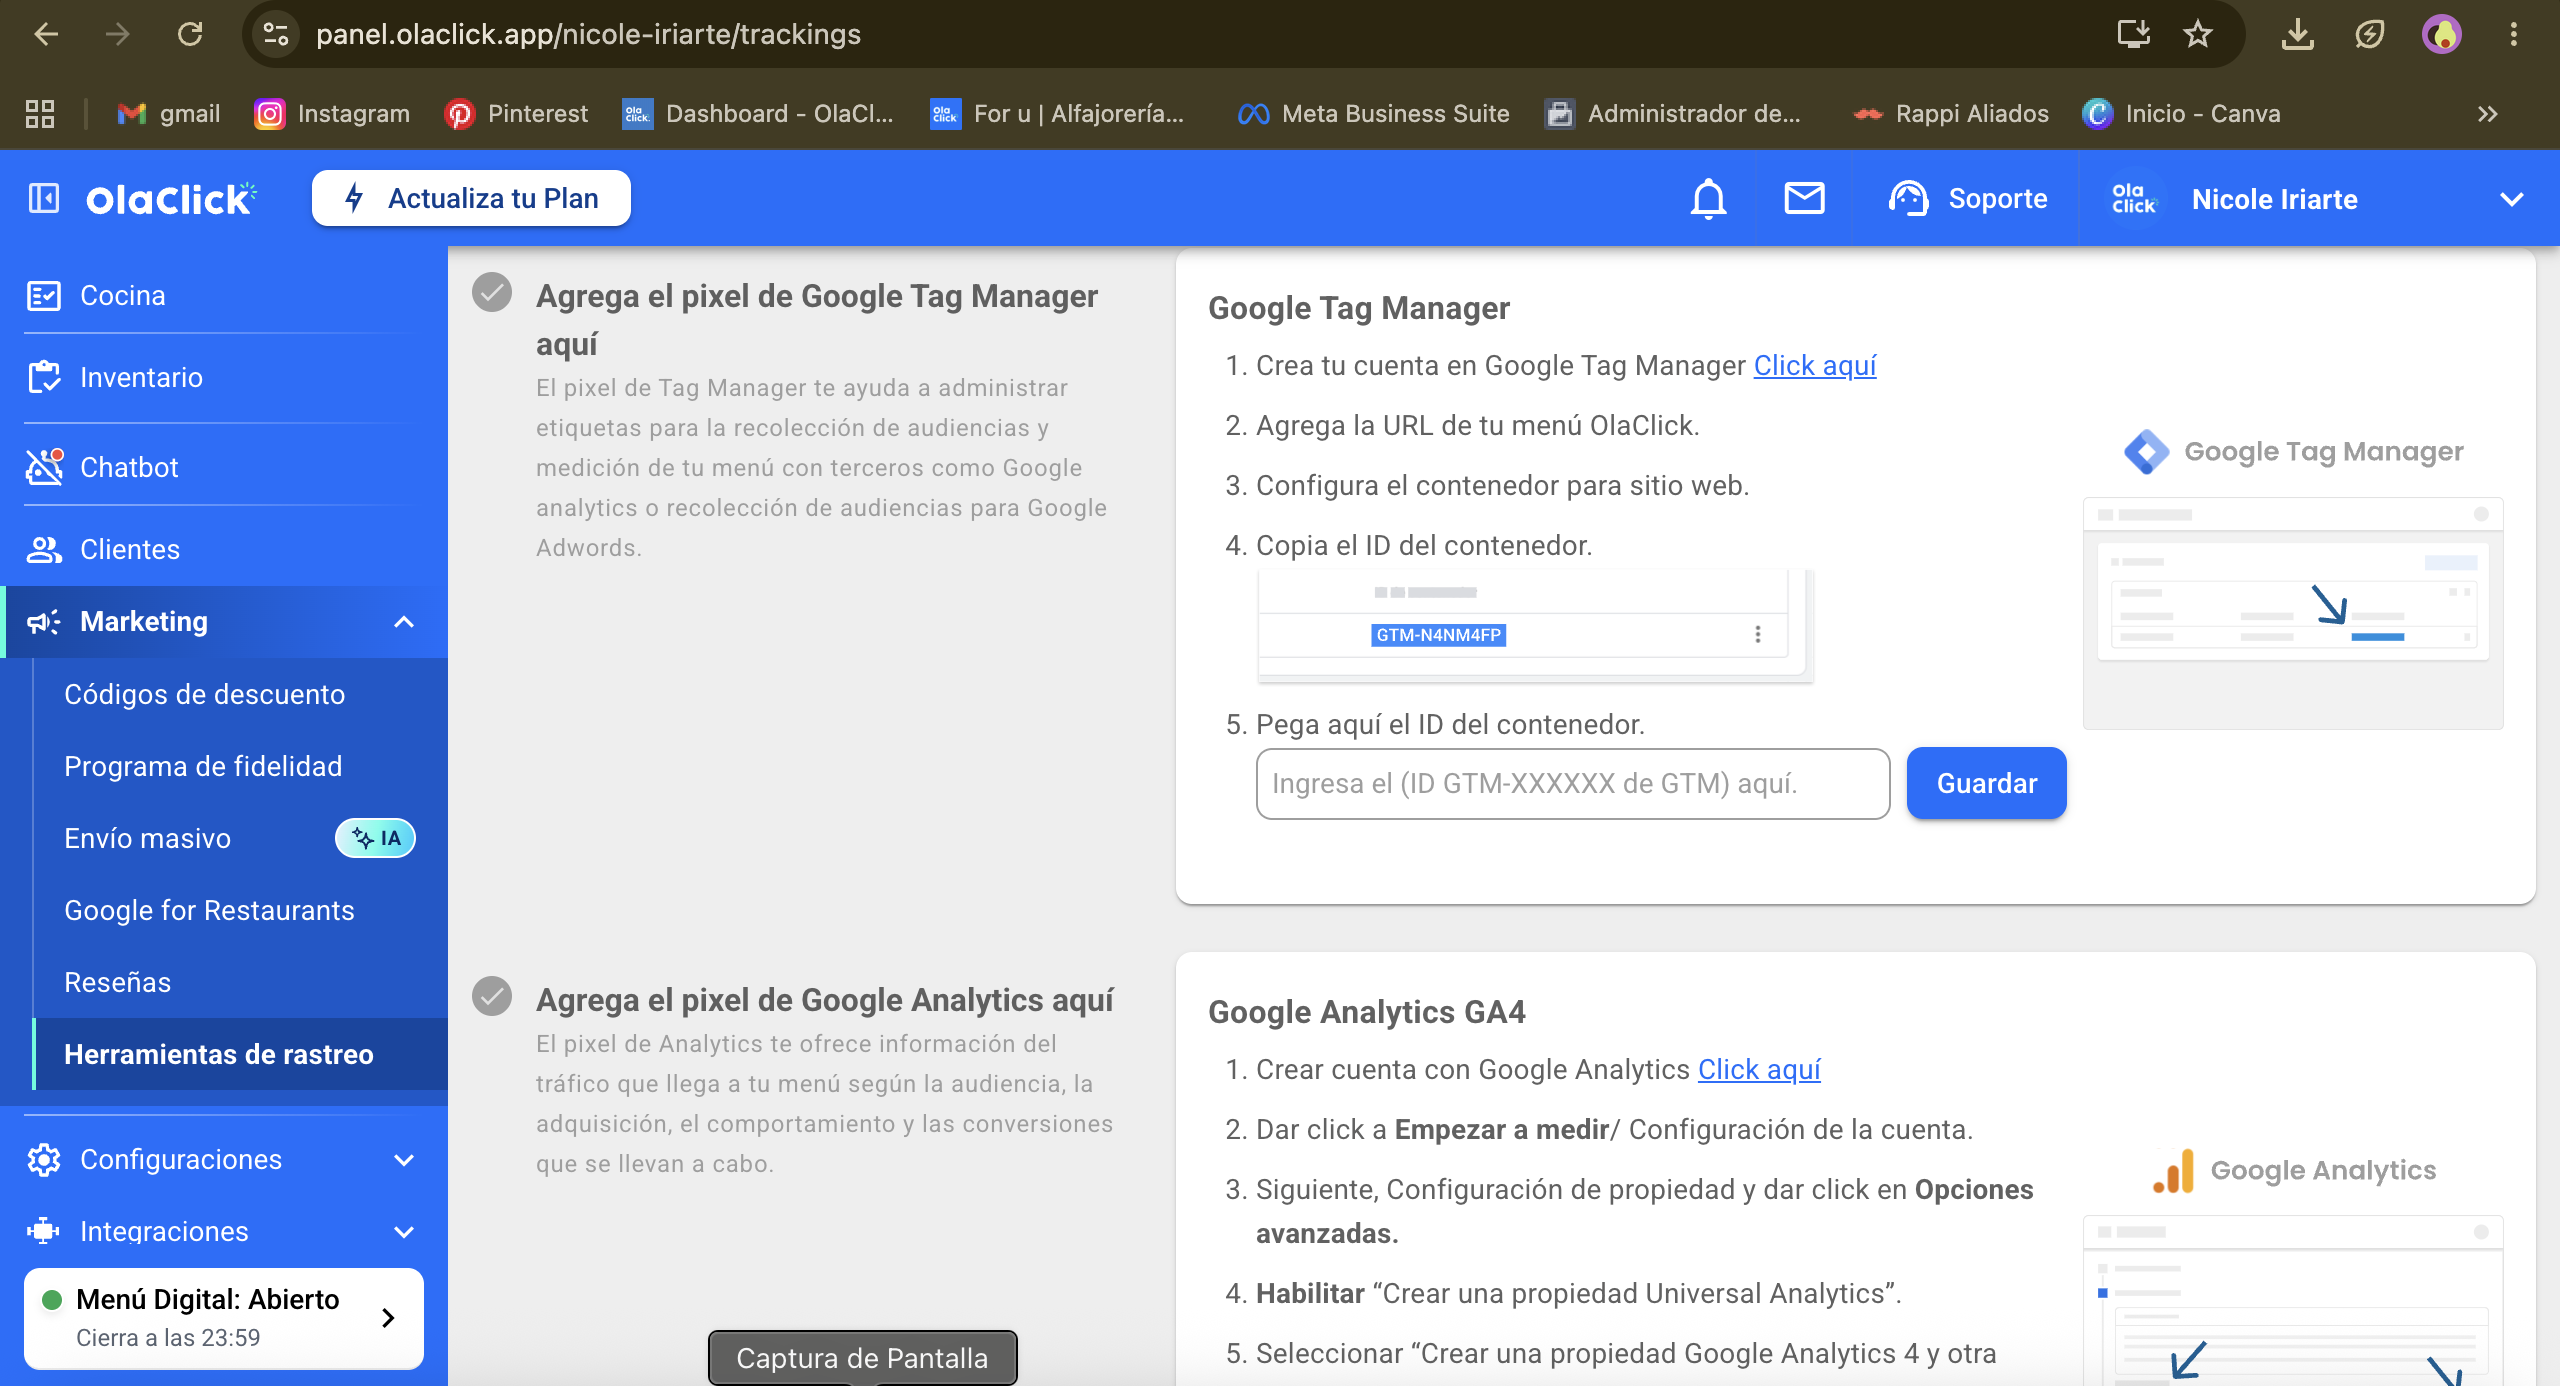 panel.olaclick.app/nicole-iriarte/trackings
gmail
Instagram
Pinterest
Ola Click.
Dashboard - OlaCl...
Ola Click
For u | Alfajorería...
Meta Business Suite
Administrador de...
Rappi Aliados
Inicio - Canva
OlaClick
Actualiza tu Plan
Soporte
Ola Click
Nicole Iriarte
Cocina
Inventario
Chatbot
Clientes
Marketing
Códigos de descuento
Programa de fidelidad
Envío masivo
IA
Google for Restaurants
Reseñas
Herramientas de rastreo
Configuraciones
Integraciones
Menú Digital: Abierto
Cierra a las 23:59
Agrega el pixel de Google Tag Manager
aquí
El pixel de Tag Manager te ayuda a administrar
etiquetas para la recolección de audiencias y
medición de tu menú con terceros como Google
analytics o recolección de audiencias para Google
Adwords.
Google Tag Manager
1. Crea tu cuenta en Google Tag Manager Click aquí
2. Agrega la URL de tu menú OlaClick.
3. Configura el contenedor para sitio web.
4. Copia el ID del contenedor.
GTM-N4NM4FP
5. Pega aquí el ID del contenedor.
Ingresa el (ID GTM-XXXXXX de GTM) aquí.
Guardar
Google Tag Manager
Agrega el pixel de Google Analytics aquí
El pixel de Analytics te ofrece información del
tráfico que llega a tu menú según la audiencia, la
adquisición, el comportamiento y las conversiones
que se llevan a cabo.
Google Analytics GA4
1. Crear cuenta con Google Analytics Click aquí
2. Dar click a Empezar a medir/ Configuración de la cuenta.
3. Siguiente, Configuración de propiedad y dar click en Opciones
avanzadas.
4. Habilitar “Crear una propiedad Universal Analytics”.
5. Seleccionar “Crear una propiedad Google Analytics 4 y otra
Google Analytics
Captura de Pantalla